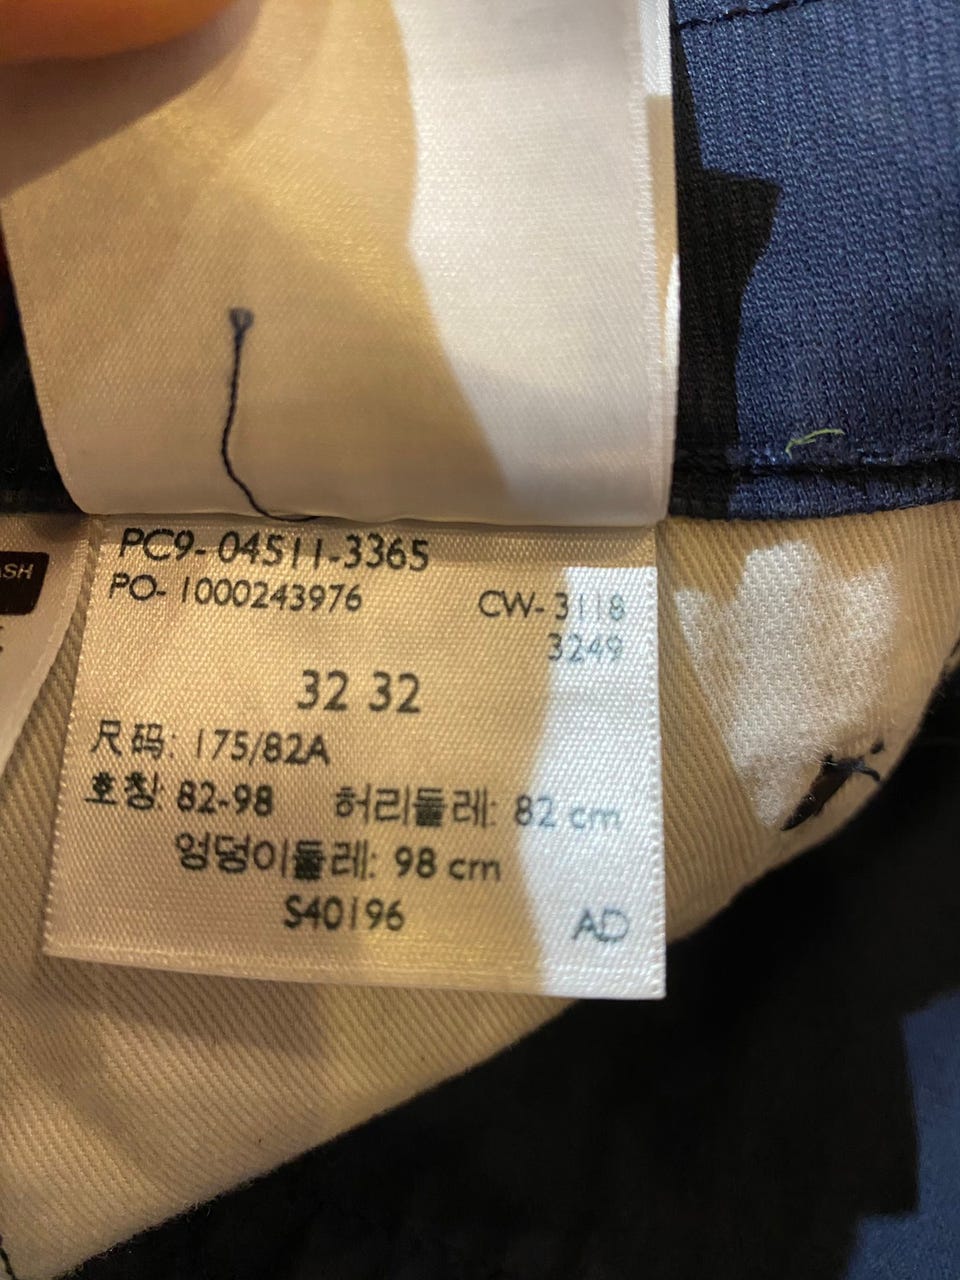 PC9-04511-3365
PO-1000243976 CW-3118
3249
32 32
尺码: 175/82A
호칭: 82-98 허리둘레: 82 cm
엉덩이둘레: 98 cm
S40196 AD